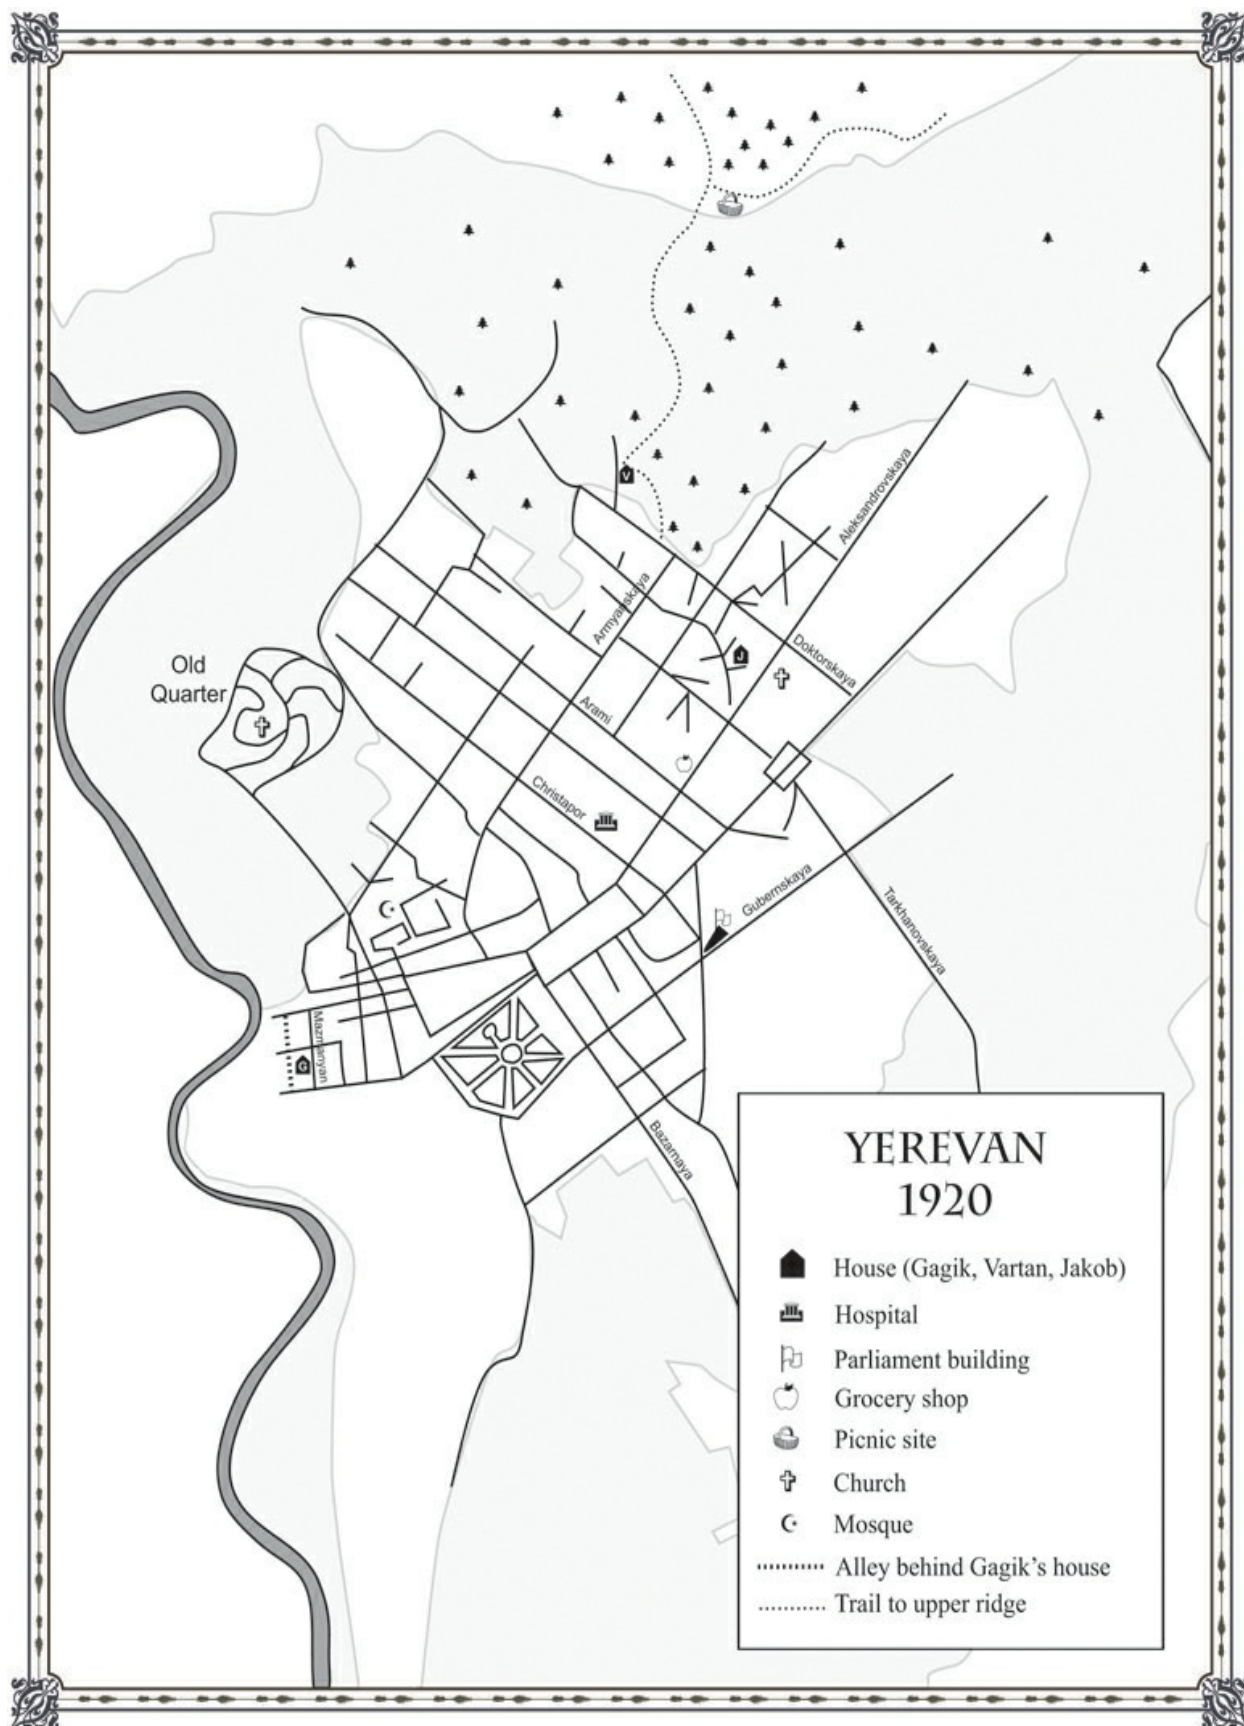 Aleksandrovskaya
Armyanskaya
Doktorskaya
Old
Quarter
Arami
Christapor
Gubernskaya
Tarkhanovskaya
Mazmanyan
Bazarnaya
V
J
G
YEREVAN
1920
House (Gagik, Vartan, Jakob)
Hospital
Parliament building
Grocery shop
Picnic site
Church
Mosque
Alley behind Gagik's house
Trail to upper ridge